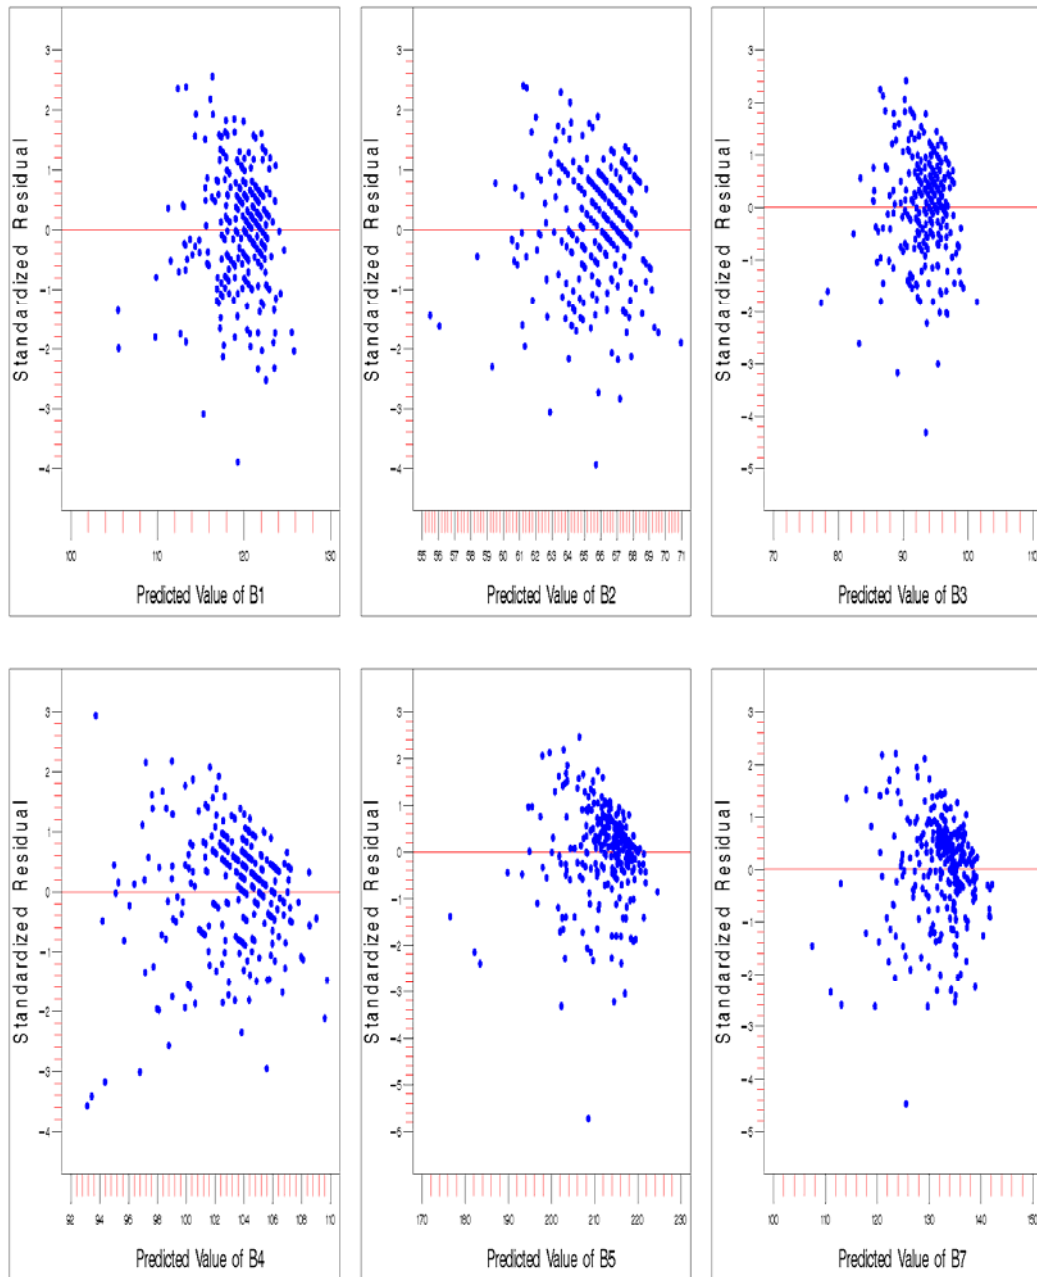 3
2
1
0
-1
-2
-3
-4
Standardized Residual
100 110 120 130
Predicted Value of B1
3
2
1
0
-1
-2
-3
-4
Standardized Residual
55 56 57 58 59 60 61 62 63 64 65 66 67 68 69 70 71
Predicted Value of B2
3
2
1
0
-1
-2
-3
-4
-5
Standardized Residual
70 80 90 100 110
Predicted Value of B3
3
2
1
0
-1
-2
-3
-4
Standardized Residual
92 94 96 98 100 102 104 106 108 110
Predicted Value of B4
3
2
1
0
-1
-2
-3
-4
-5
-6
Standardized Residual
170 180 190 200 210 220 230
Predicted Value of B5
3
2
1
0
-1
-2
-3
-4
-5
Standardized Residual
100 110 120 130 140 150
Predicted Value of B7